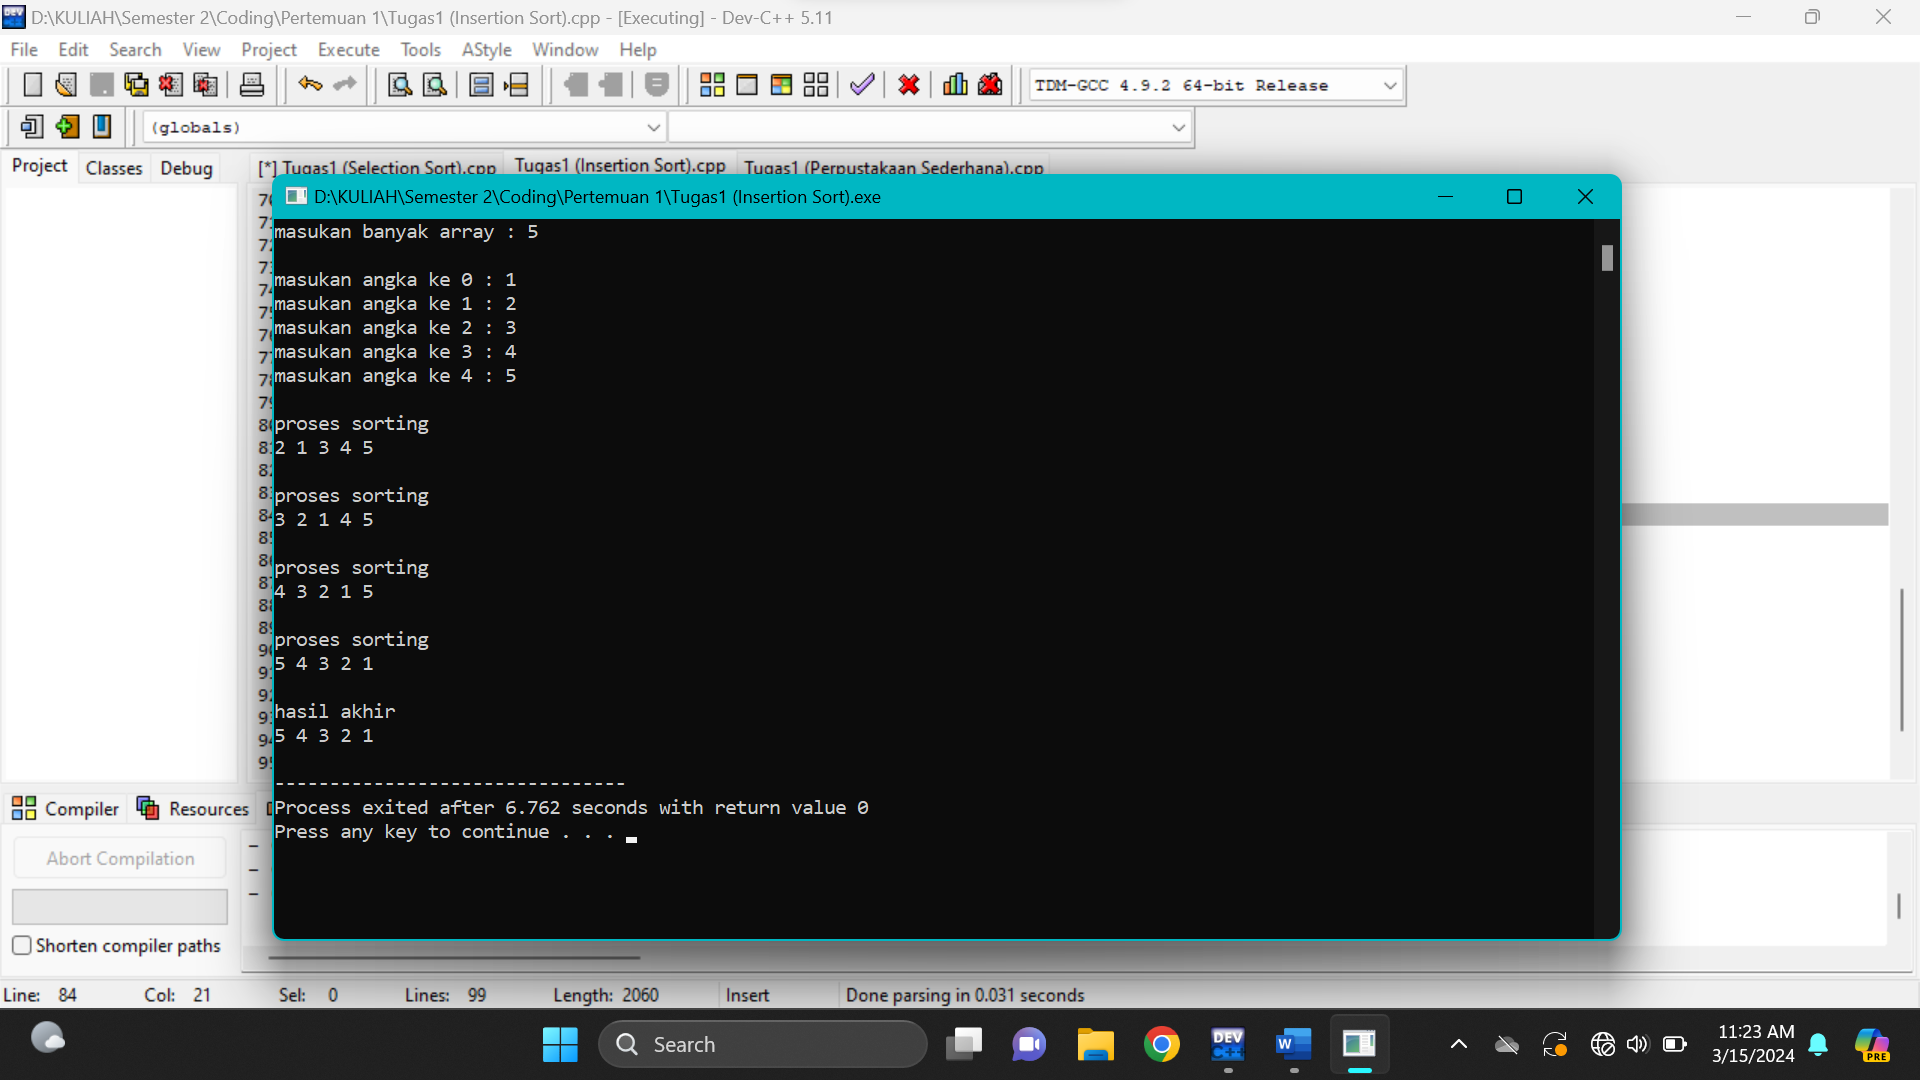 D:\KULIAH\Semester 2\Coding\Pertemuan 1\Tugas1 (Insertion Sort).cpp - [Executing] - Dev-C++ 5.11
File Edit Search View Project Execute Tools AStyle Window Help
TDM-GCC 4.9.2 64-bit Release
(globals)
Project Classes Debug [*] Tugas1 (Selection Sort).cpp Tugas1 (Insertion Sort).cpp Tugas1 (Perpustakaan Sederhana).cpp
D:\KULIAH\Semester 2\Coding\Pertemuan 1\Tugas1 (Insertion Sort).exe
masukan banyak array : 5
masukan angka ke 0 : 1
masukan angka ke 1 : 2
masukan angka ke 2 : 3
masukan angka ke 3 : 4
masukan angka ke 4 : 5
proses sorting
2 1 3 4 5
proses sorting
3 2 1 4 5
proses sorting
4 3 2 1 5
proses sorting
5 4 3 2 1
hasil akhir
5 4 3 2 1
--------------------------------
Process exited after 6.762 seconds with return value 0
Press any key to continue . . .
Compiler Resources
Abort Compilation
Shorten compiler paths
Line: 84 Col: 21 Sel: 0 Lines: 99 Length: 2060 Insert Done parsing in 0.031 seconds
Search
DEV C++
W
11:23 AM
3/15/2024
PRE